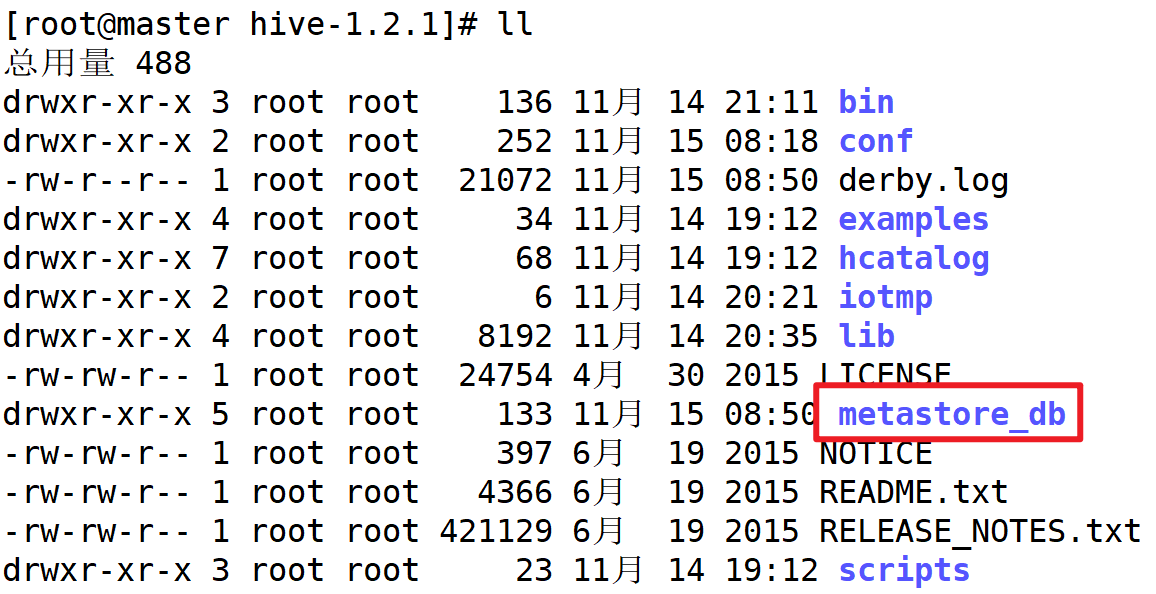 [root@master hive-1.2.1]# ll
总用量 488
drwxr-xr-x 3 root root    136 11月  14 21:11 bin
drwxr-xr-x 2 root root    252 11月  15 08:18 conf
-rw-r--r-- 1 root root  21072 11月  15 08:50 derby.log
drwxr-xr-x 4 root root     34 11月  14 19:12 examples
drwxr-xr-x 7 root root     68 11月  14 19:12 hcatalog
drwxr-xr-x 2 root root      6 11月  14 20:21 iotmp
drwxr-xr-x 4 root root   8192 11月  14 20:35 lib
-rw-rw-r-- 1 root root  24754 4月   30 2015 LICENSE
drwxr-xr-x 5 root root    133 11月  15 08:50 metastore_db
-rw-rw-r-- 1 root root    397 6月   19 2015 NOTICE
-rw-rw-r-- 1 root root   4366 6月   19 2015 README.txt
-rw-rw-r-- 1 root root 421129 6月   19 2015 RELEASE_NOTES.txt
drwxr-xr-x 3 root root     23 11月  14 19:12 scripts